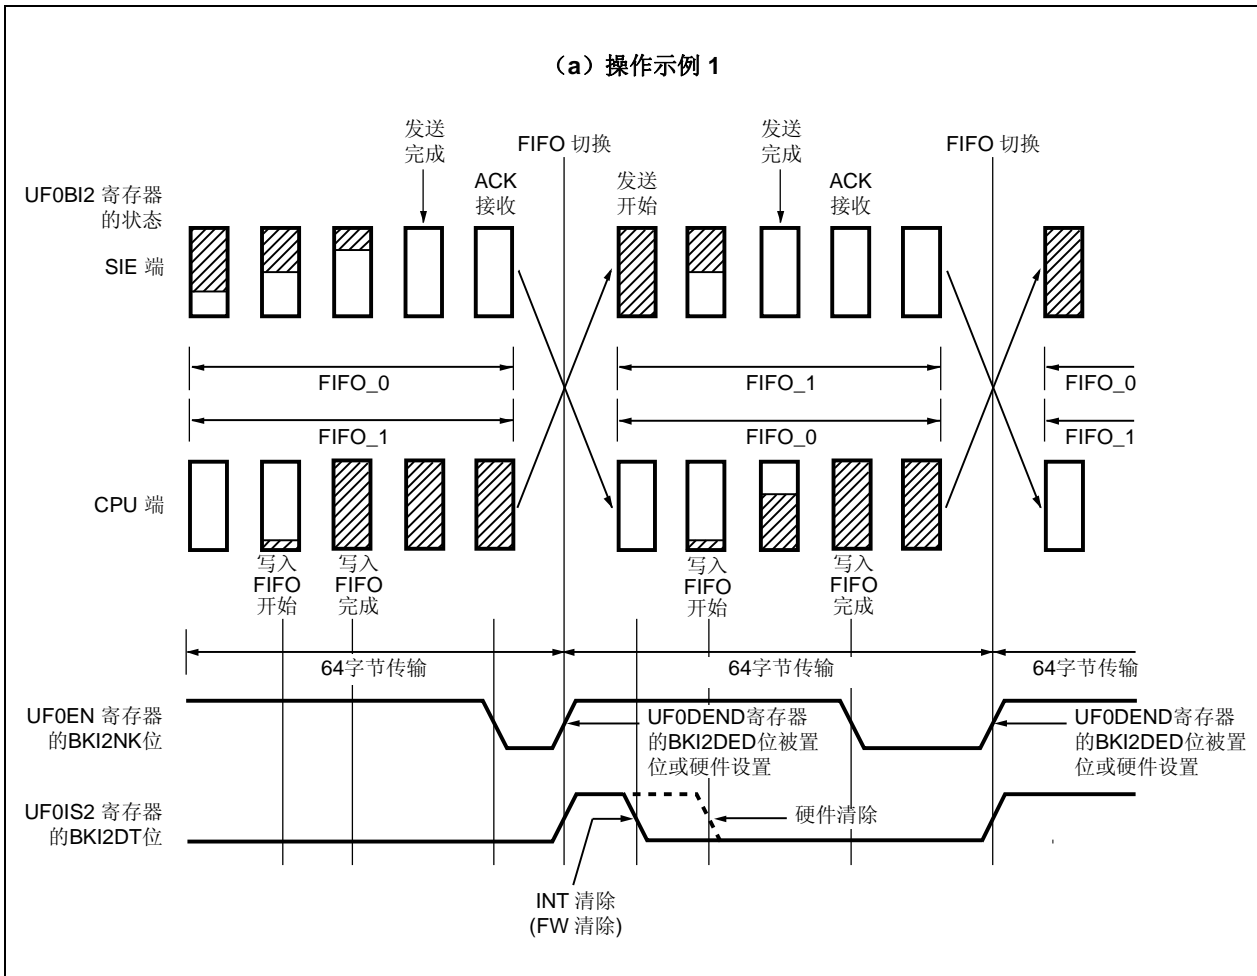 （a）操作示例 1
发送
完成
FIFO 切换
发送
完成
FIFO 切换
UF0BI2 寄存器
的状态
ACK
接收
发送
开始
ACK
接收
SIE 端
FIFO_0
FIFO_1
FIFO_0
FIFO_1
FIFO_0
FIFO_1
CPU 端
写入
FIFO
开始
写入
FIFO
完成
写入
FIFO
开始
写入
FIFO
完成
64字节传输
64字节传输
64字节传输
UF0EN 寄存器
的BKI2NK位
UF0DEND寄存器
的BKI2DED位被置
位或硬件设置
UF0DEND寄存器
的BKI2DED位被置
位或硬件设置
UF0IS2 寄存器
的BKI2DT位
硬件清除
INT 清除
(FW 清除)